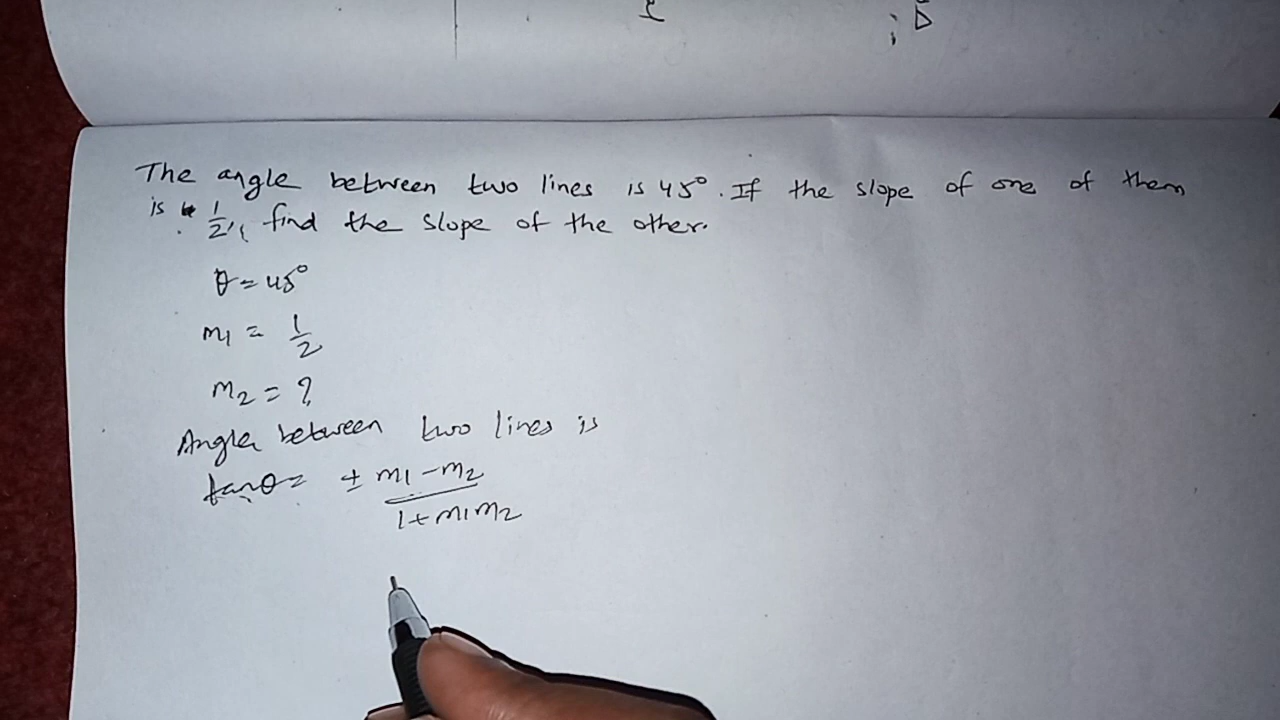 The angle between two lines is 45°. If the slope of one of them
is 1/2, find the slope of the other.
θ = 45°
m1 = 1/2
m2 = ?
Angle between two lines is
tanθ = ± m1 - m2 / 1 + m1m2